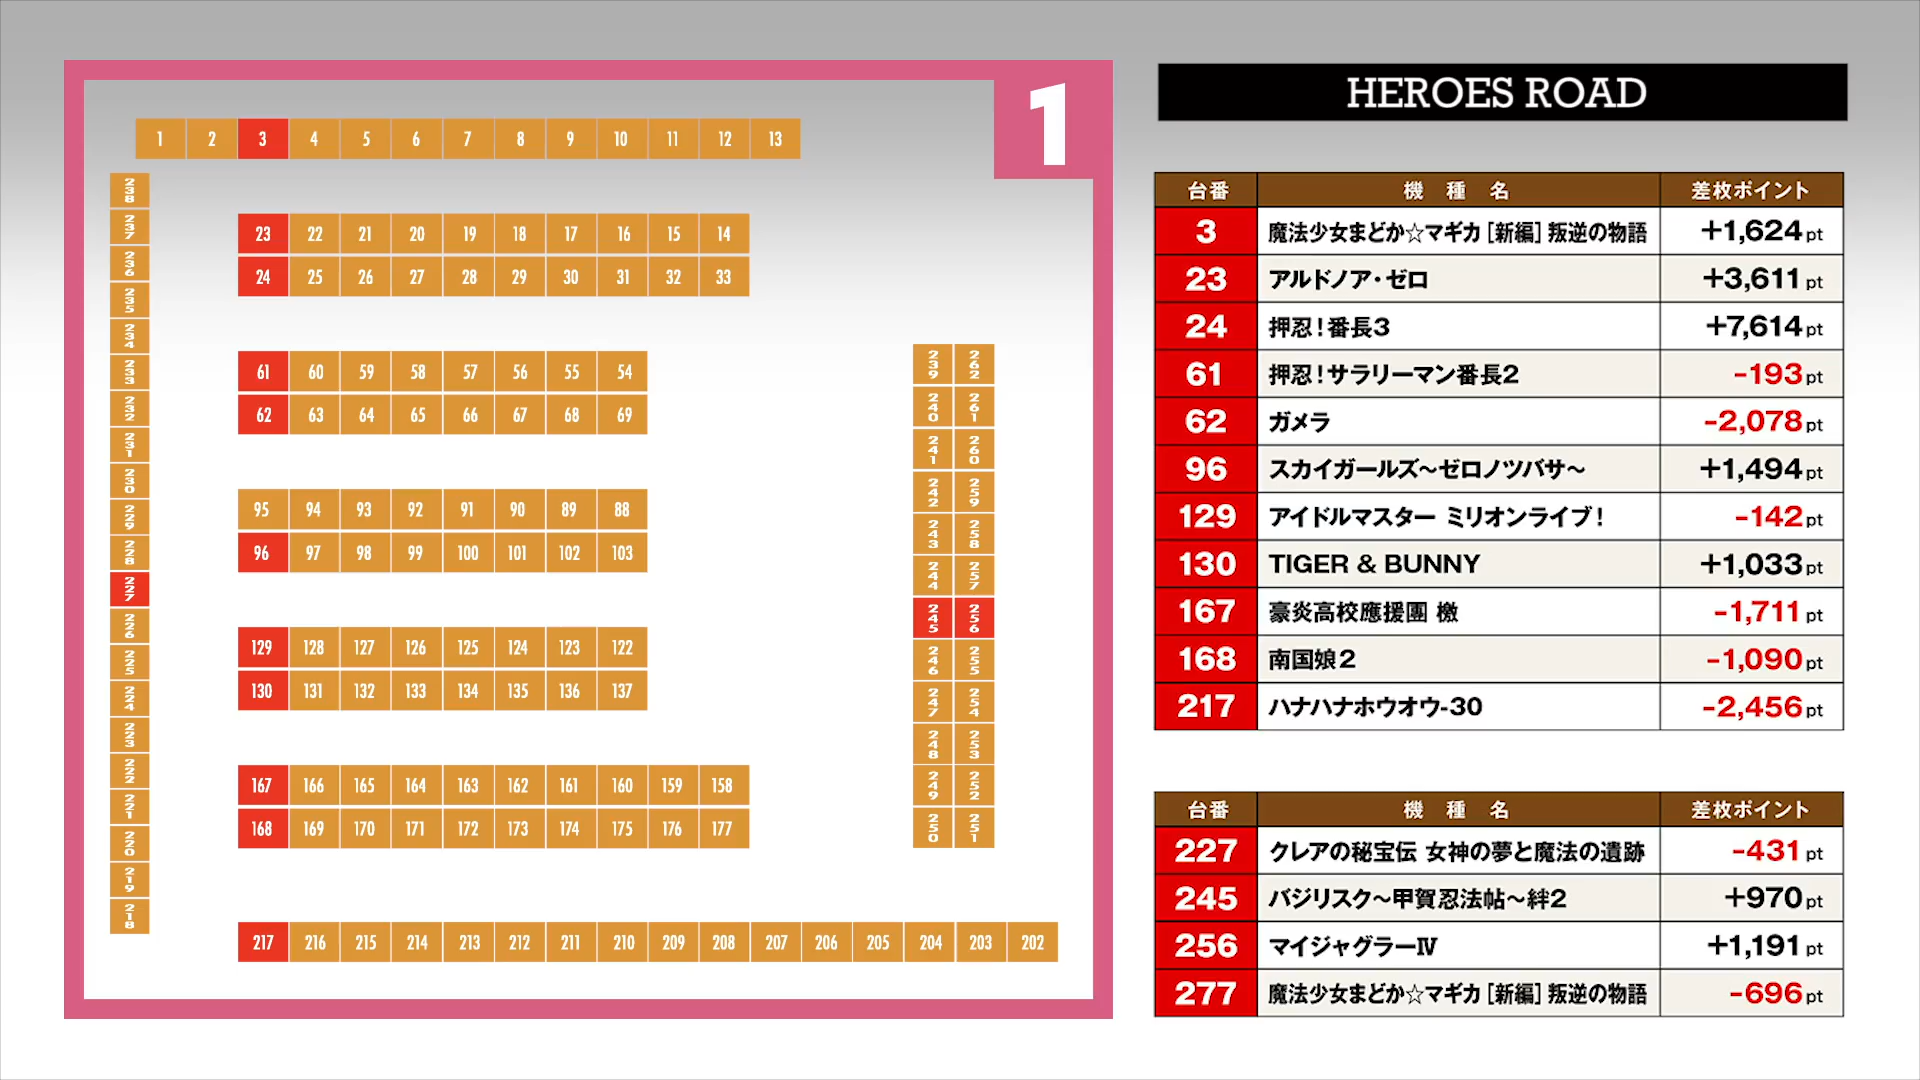 1
HEROES ROAD
1 2 3 4 5 6 7 8 9 10 11 12 13
238
237
236
235
234
233
232
231
230
229
228
227
226
225
224
223
222
221
220
219
218
23 22 21 20 19 18 17 16 15 14
24 25 26 27 28 29 30 31 32 33
61 60 59 58 57 56 55 54
62 63 64 65 66 67 68 69
95 94 93 92 91 90 89 88
96 97 98 99 100 101 102 103
129 128 127 126 125 124 123 122
130 131 132 133 134 135 136 137
167 166 165 164 163 162 161 160 159 158
168 169 170 171 172 173 174 175 176 177
217 216 215 214 213 212 211 210 209 208 207 206 205 204 203 202
239 262
240 261
241 260
242 259
243 258
244 257
245 256
246 255
247 254
248 253
249 252
250 251
台番 機種名 差枚ポイント
3 魔法少女まどか☆マギカ［新編］叛逆の物語 +1,624pt
23 アルドノア・ゼロ +3,611pt
24 押忍！番長3 +7,614pt
61 押忍！サラリーマン番長2 -193pt
62 ガメラ -2,078pt
96 スカイガールズ～ゼロノツバサ～ +1,494pt
129 アイドルマスター ミリオンライブ！ -142pt
130 TIGER & BUNNY +1,033pt
167 豪炎高校應援團 檄 -1,711pt
168 南国娘2 -1,090pt
217 ハナハナホウオウ-30 -2,456pt
台番 機種名 差枚ポイント
227 クレアの秘宝伝 女神の夢と魔法の遺跡 -431pt
245 バジリスク～甲賀忍法帖～絆2 +970pt
256 マイジャグラーⅣ +1,191pt
277 魔法少女まどか☆マギカ［新編］叛逆の物語 -696pt